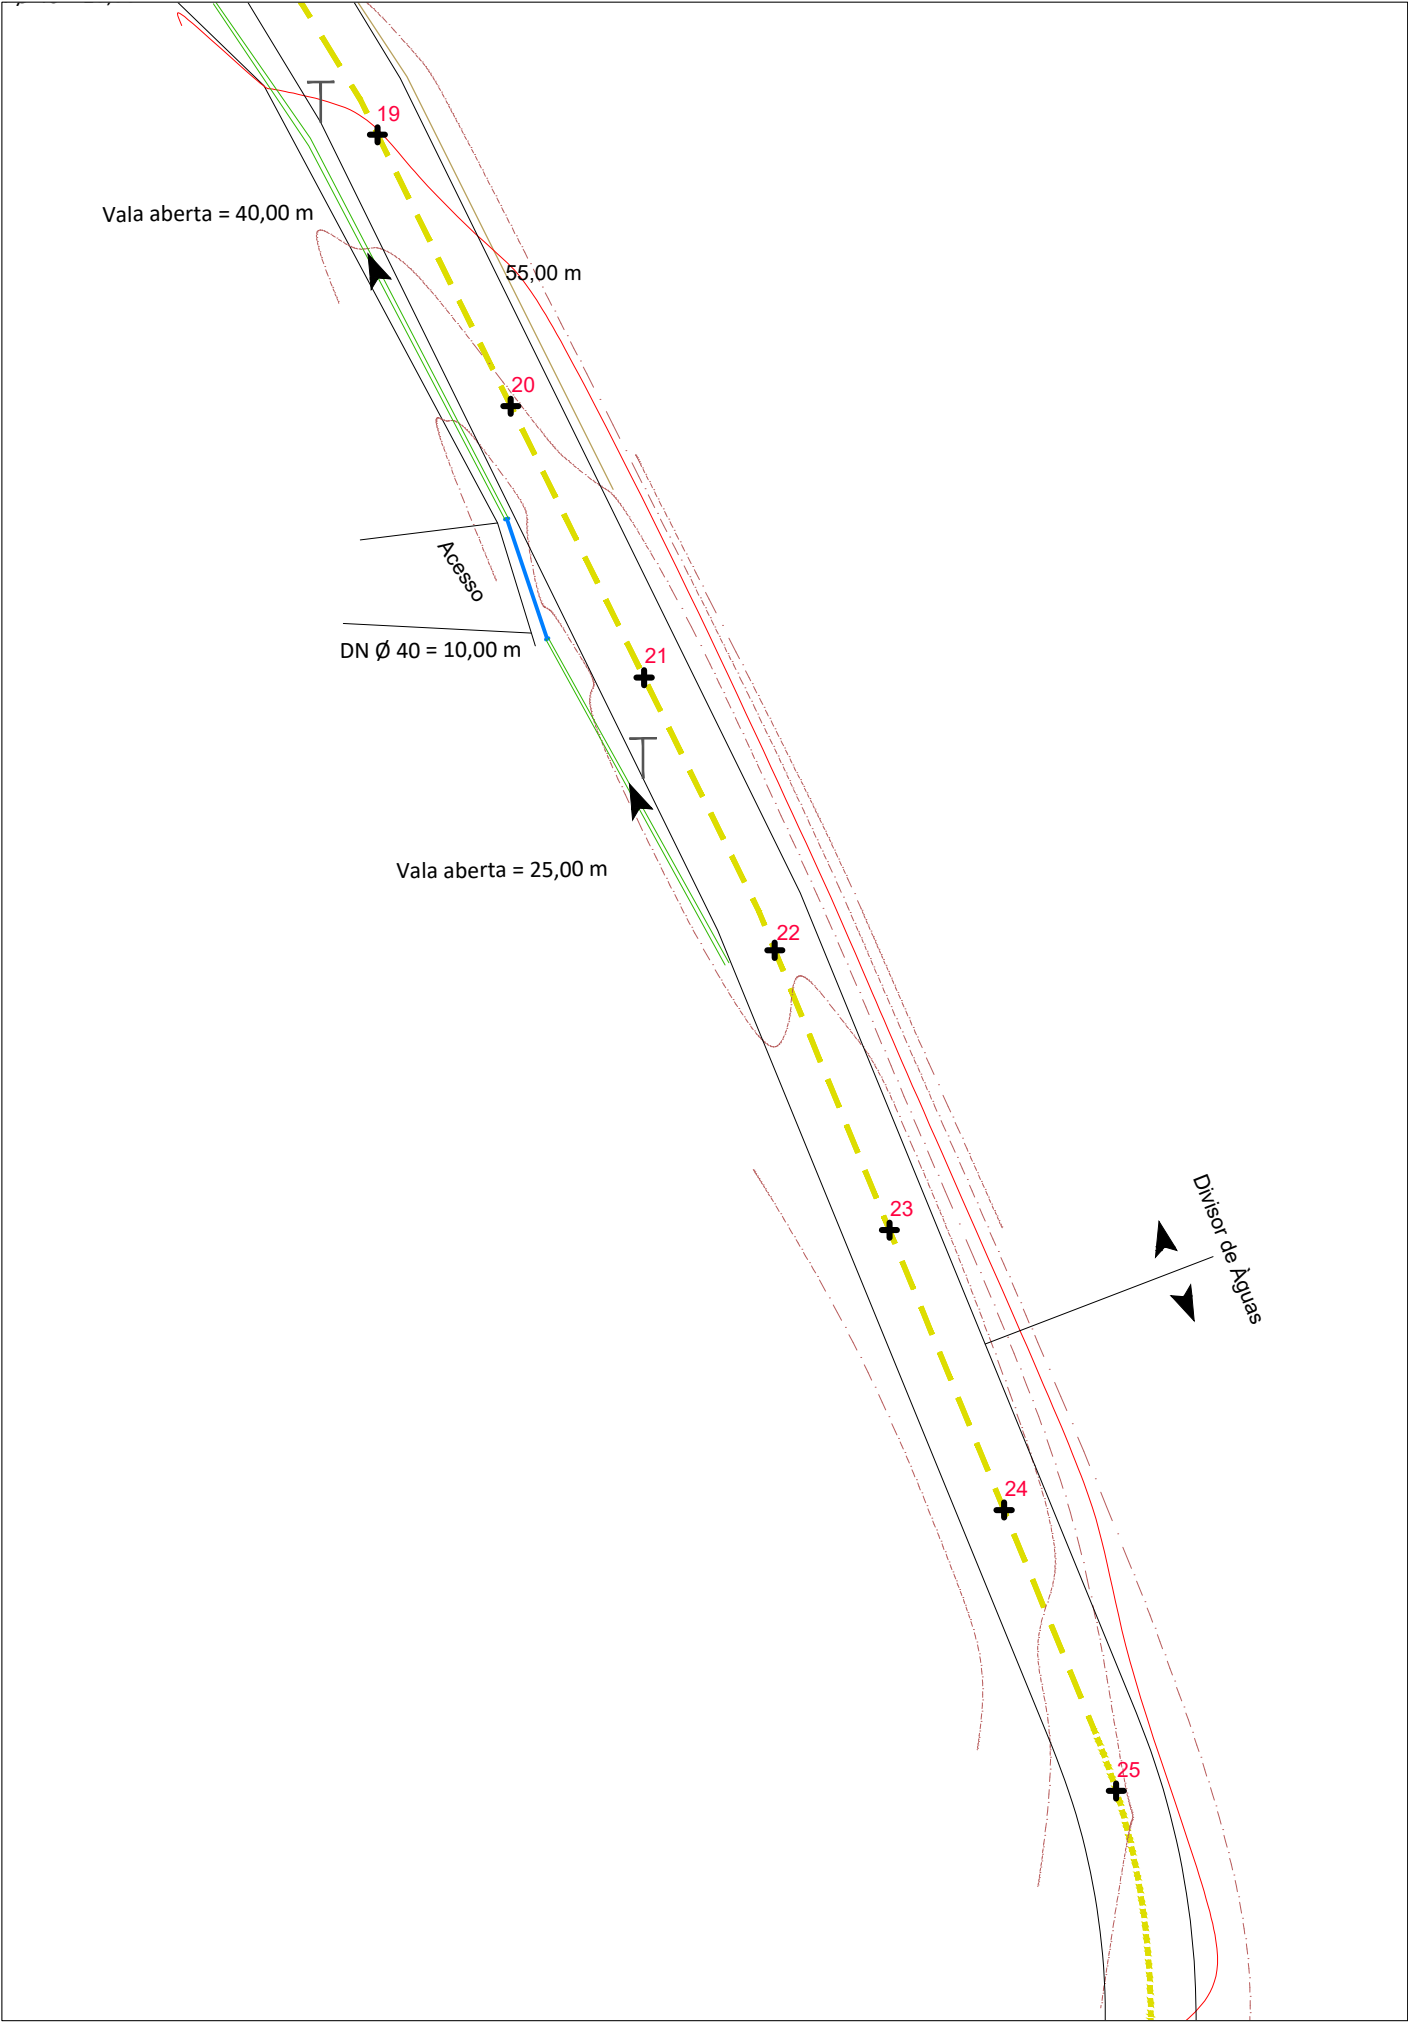 19
Vala aberta = 40,00 m
55,00 m
20
Acesso
DN Ø 40 = 10,00 m
21
Vala aberta = 25,00 m
22
23
Divisor de Àguas
24
25